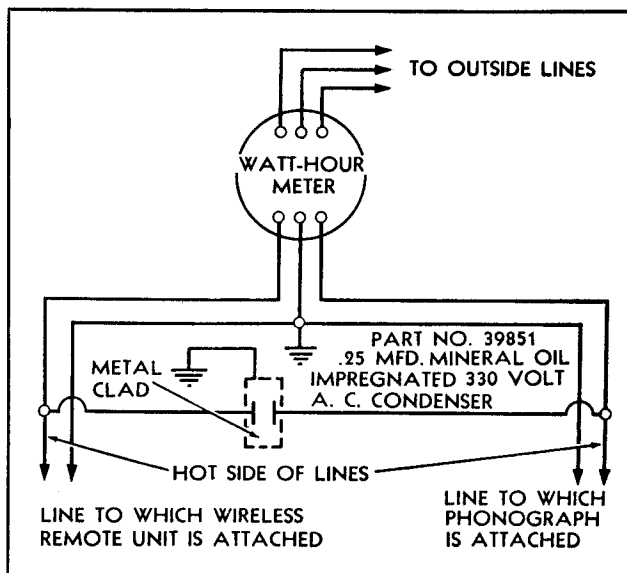 TO OUTSIDE LINES
WATT-HOUR
METER
PART NO. 39851
.25 MFD. MINERAL OIL
IMPREGNATED 330 VOLT
A. C. CONDENSER
METAL
CLAD
HOT SIDE OF LINES
LINE TO WHICH WIRELESS
REMOTE UNIT IS ATTACHED
LINE TO WHICH
PHONOGRAPH
IS ATTACHED